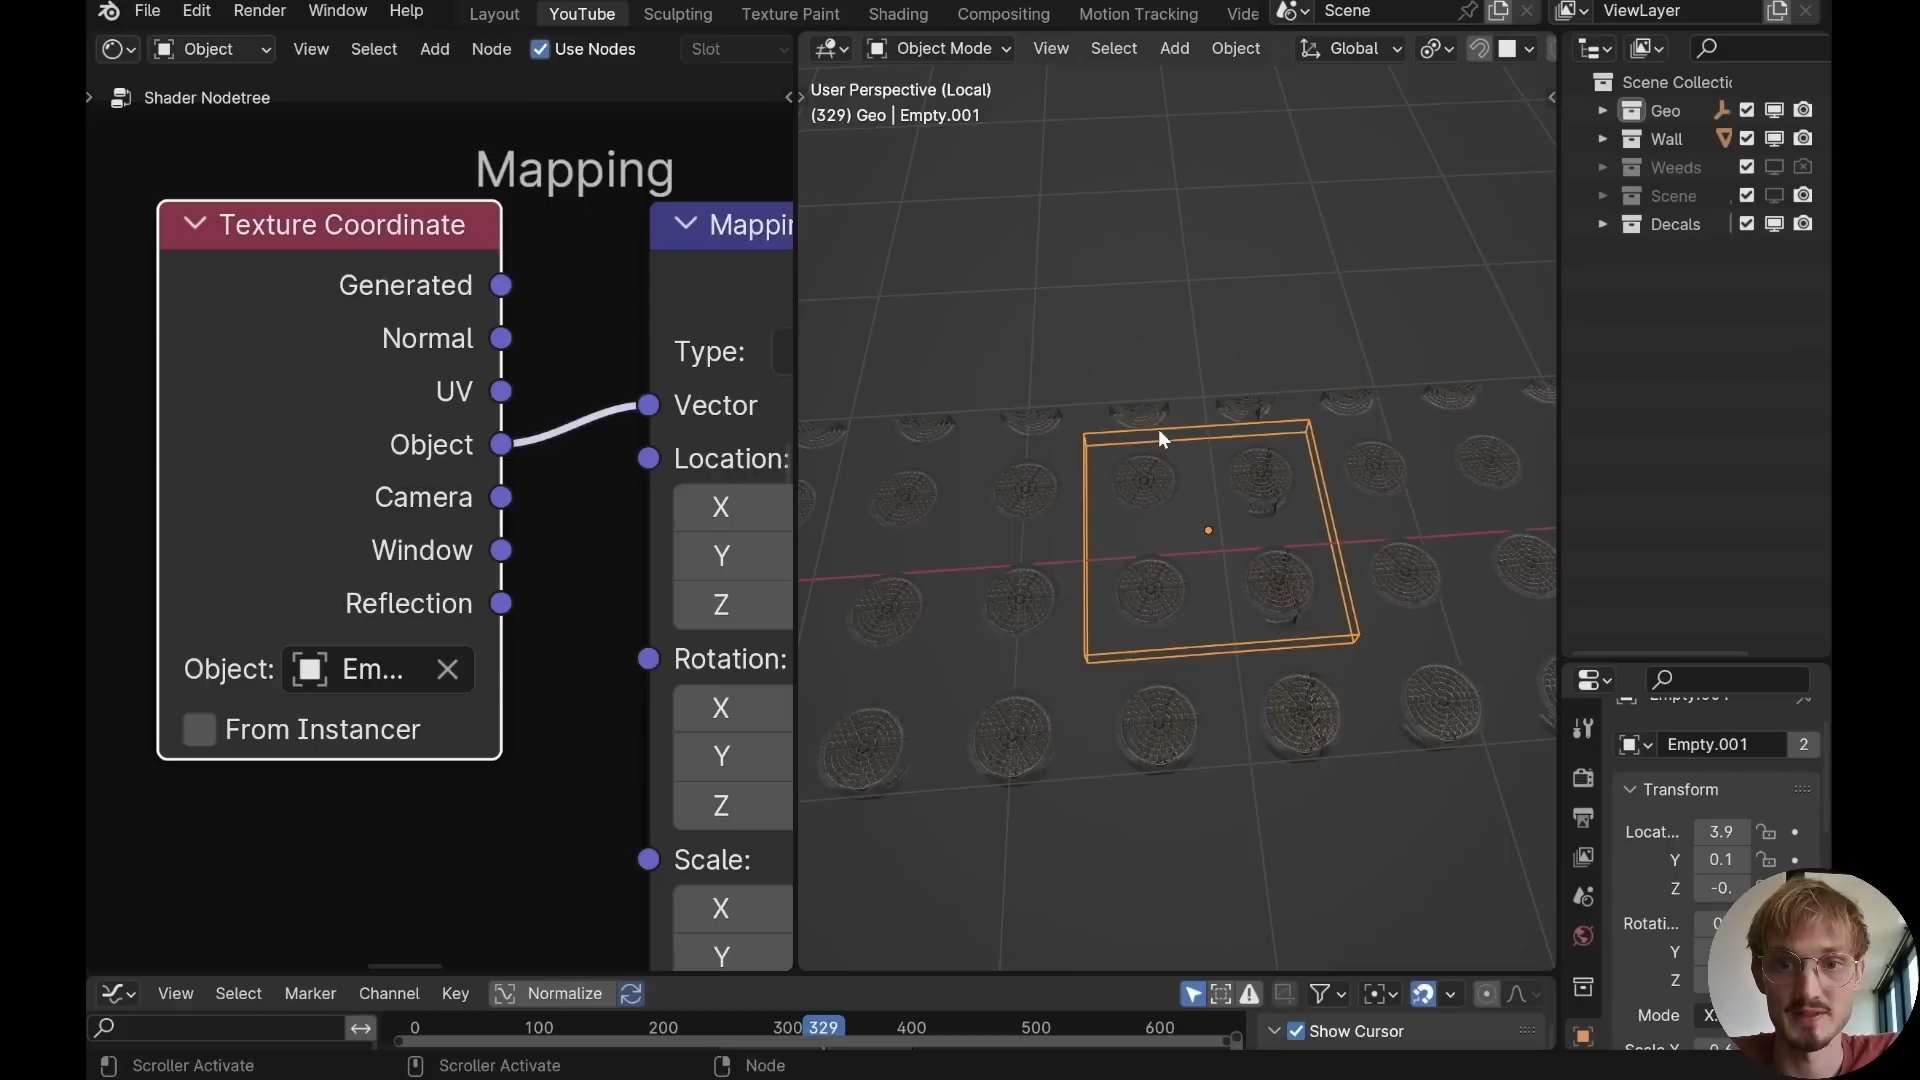 File Edit Render Window Help Layout YouTube Sculpting Texture Paint Shading Compositing Motion Tracking Vide Scene ViewLayer
Object View Select Add Node Use Nodes Slot
Object Mode View Select Add Object Global
Shader Nodetree
User Perspective (Local)
(329) Geo | Empty.001
Scene Collectic
Geo
Wall
Weeds
Scene
Decals
Mapping
Texture Coordinate
Generated
Normal
UV
Object
Camera
Window
Reflection
Object: Em...
From Instancer
Mappin
Type:
Vector
Location:
X
Y
Z
Rotation:
X
Y
Z
Scale:
X
Y
Empty.001 2
Transform
Locat... 3.9
Y 0.1
Z -0.
Rotati... 0
Y
Z
Mode X
View Select Marker Channel Key Normalize
0 100 200 300 329 400 500 600
Show Cursor
Scroller Activate Scroller Activate Node